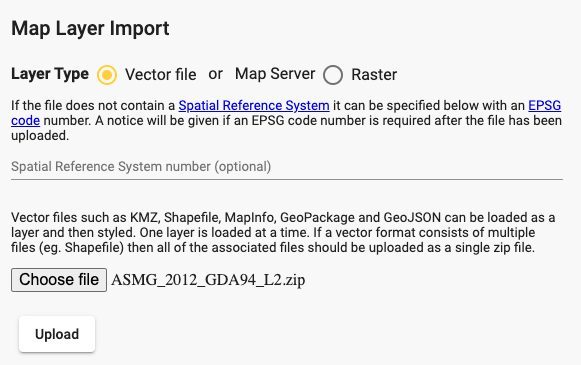 Map Layer Import
Layer Type Vector file or Map Server Raster
If the file does not contain a Spatial Reference System it can be specified below with an EPSG
code number. A notice will be given if an EPSG code number is required after the file has been
uploaded.
Spatial Reference System number (optional)
Vector files such as KMZ, Shapefile, MapInfo, GeoPackage and GeoJSON can be loaded as a
layer and then styled. One layer is loaded at a time. If a vector format consists of multiple
files (eg. Shapefile) then all of the associated files should be uploaded as a single zip file.
Choose file ASMG_2012_GDA94_L2.zip
Upload